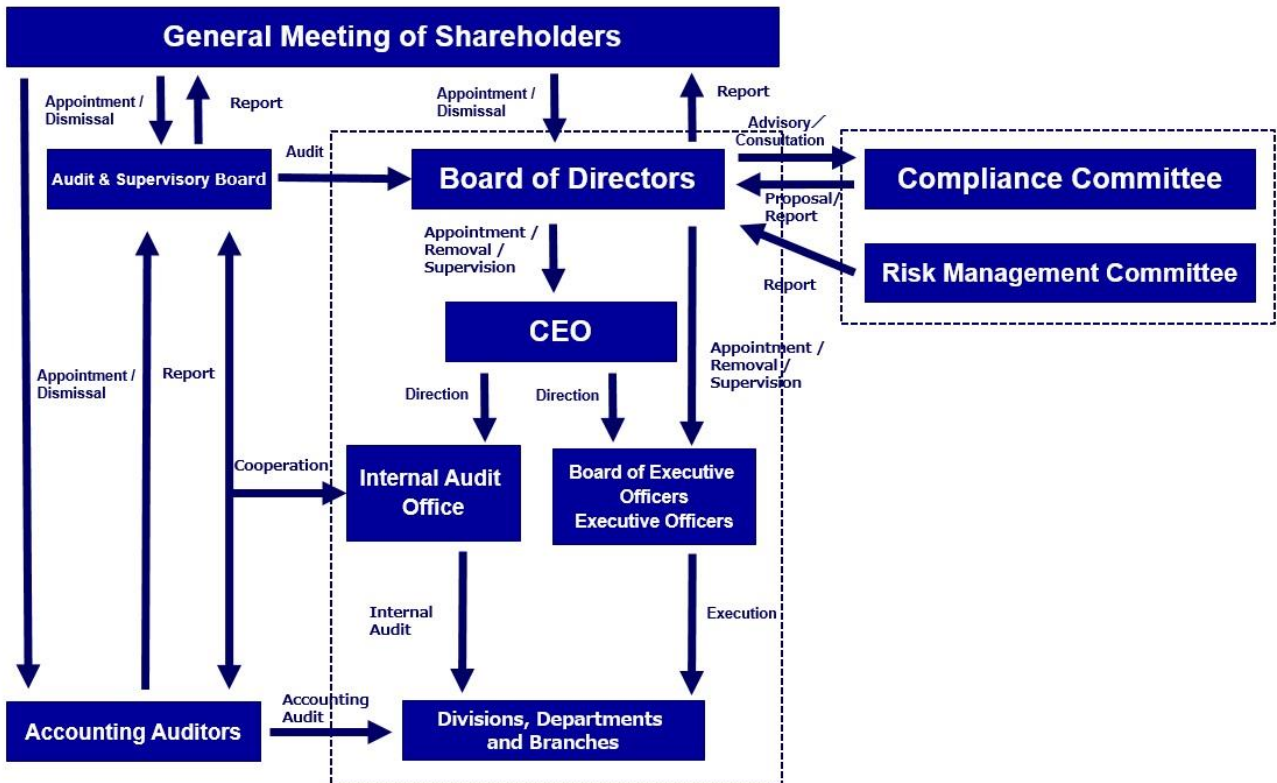 General Meeting of Shareholders
Appointment /
Dismissal
Report
Appointment /
Dismissal
Report
Audit & Supervisory Board
Audit
Board of Directors
Advisory／
Consultation
Compliance Committee
Proposal/
Report
Risk Management Committee
Report
Appointment /
Removal /
Supervision
CEO
Appointment /
Removal /
Supervision
Appointment /
Dismissal
Report
Direction
Direction
Cooperation
Internal Audit
Office
Board of Executive
Officers
Executive Officers
Internal
Audit
Execution
Accounting Auditors
Accounting
Audit
Divisions, Departments
and Branches